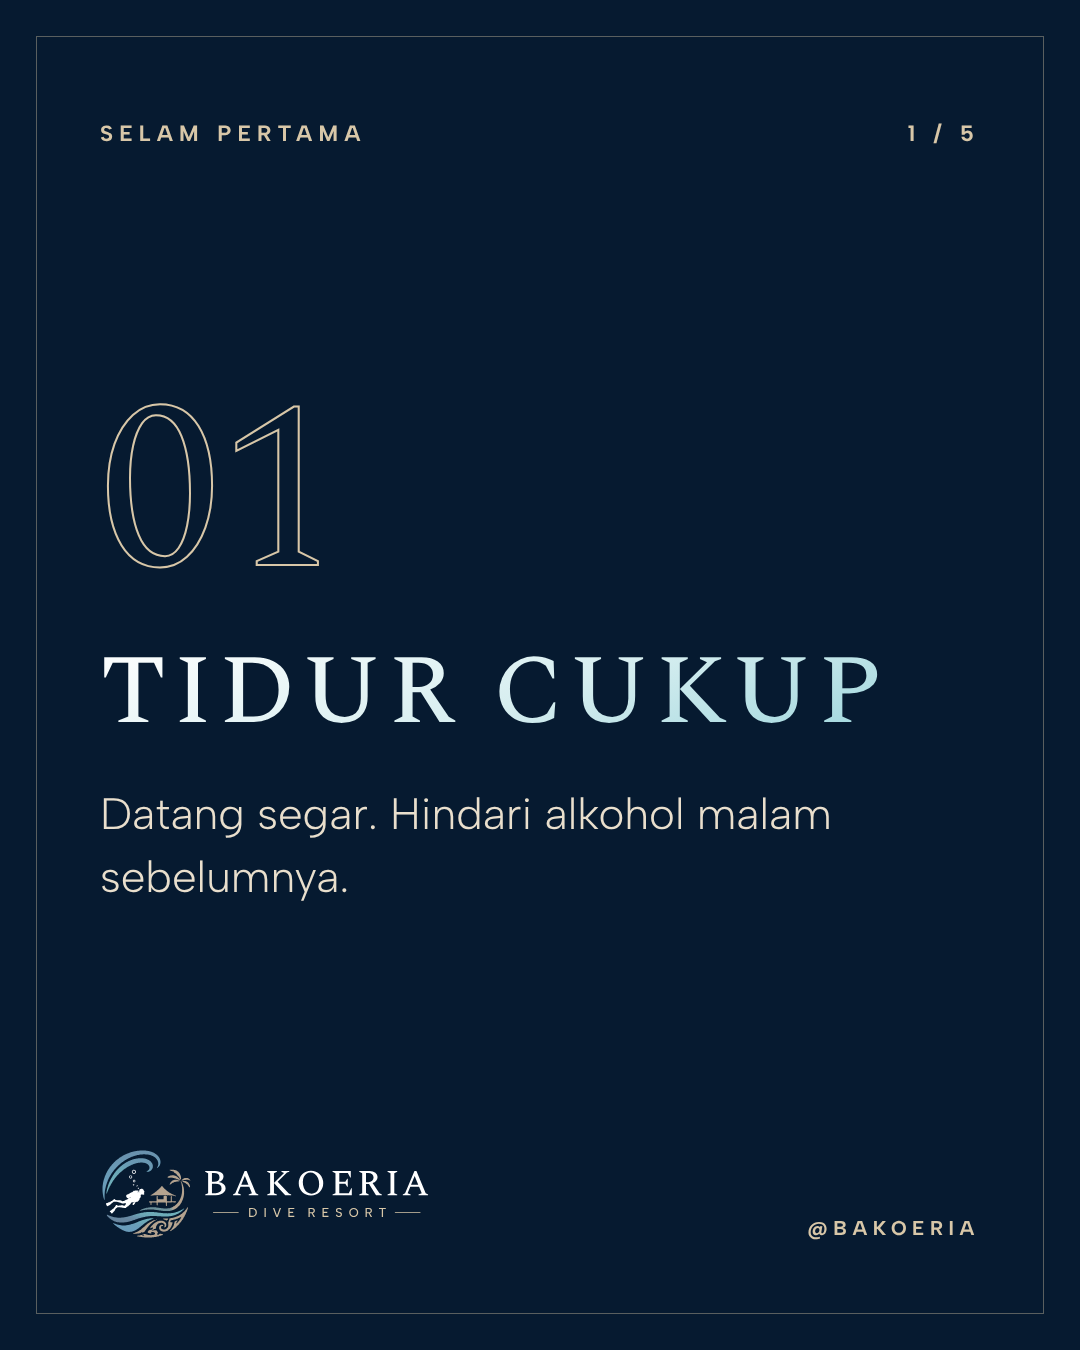 SELAM PERTAMA
1 / 5
01
TIDUR CUKUP
Datang segar. Hindari alkohol malam
sebelumnya.
BAKOERIA
DIVE RESORT
@BAKOERIA